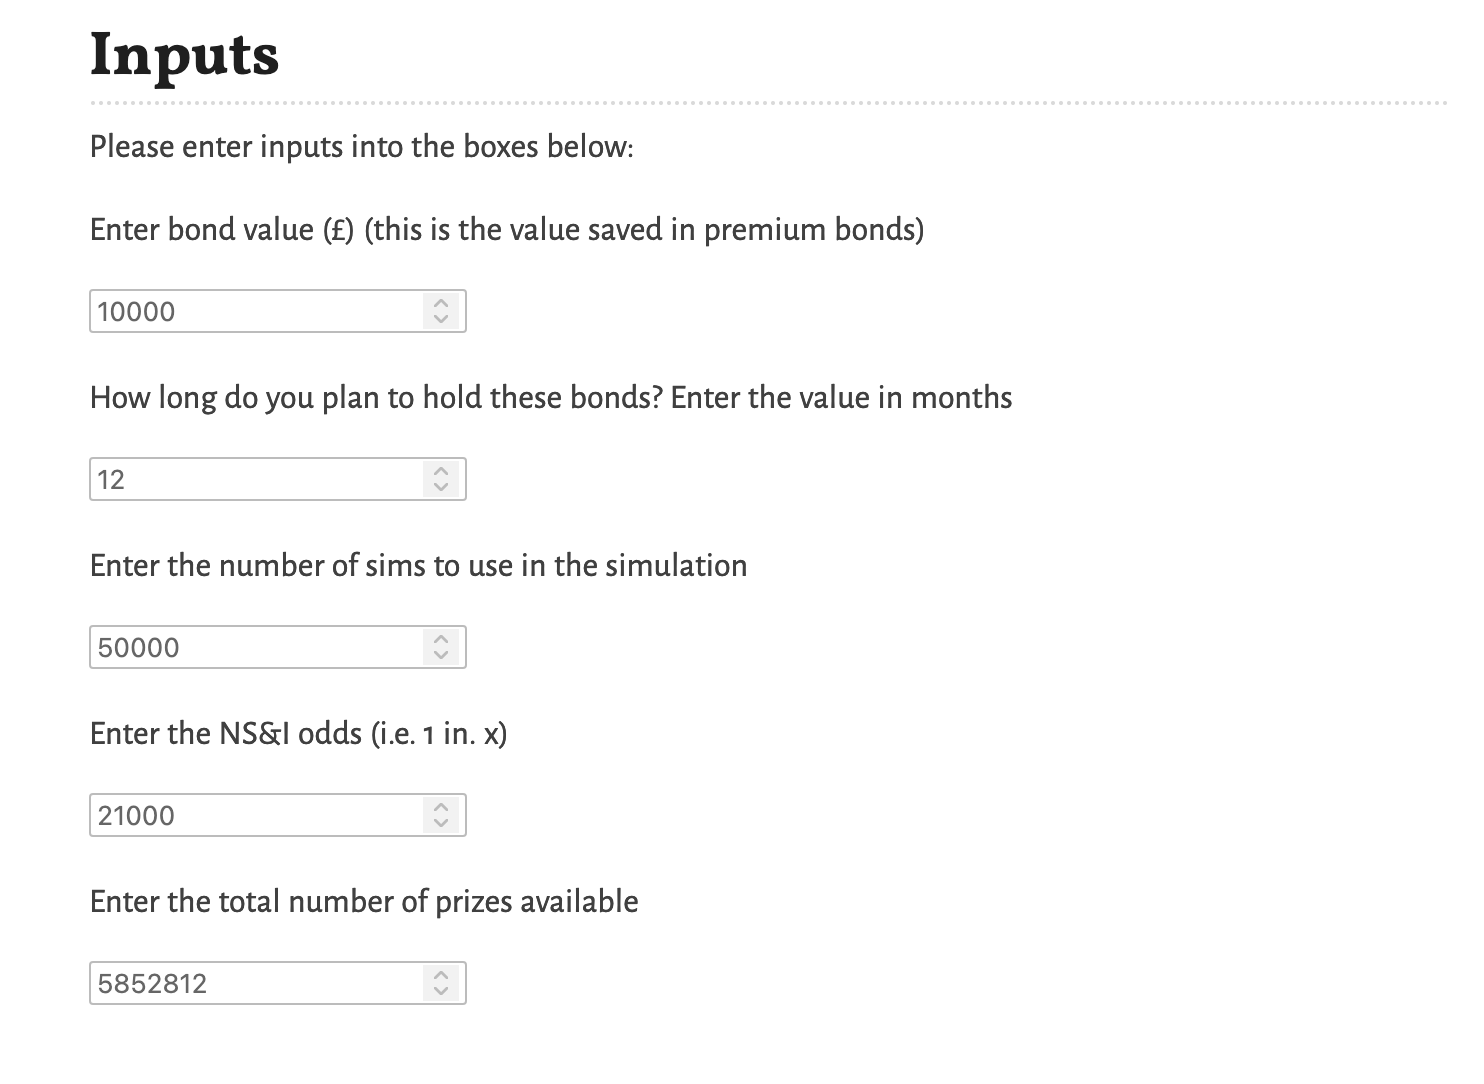 Inputs
Please enter inputs into the boxes below:
Enter bond value (£) (this is the value saved in premium bonds)
10000
How long do you plan to hold these bonds? Enter the value in months
12
Enter the number of sims to use in the simulation
50000
Enter the NS&I odds (i.e. 1 in. x)
21000
Enter the total number of prizes available
5852812